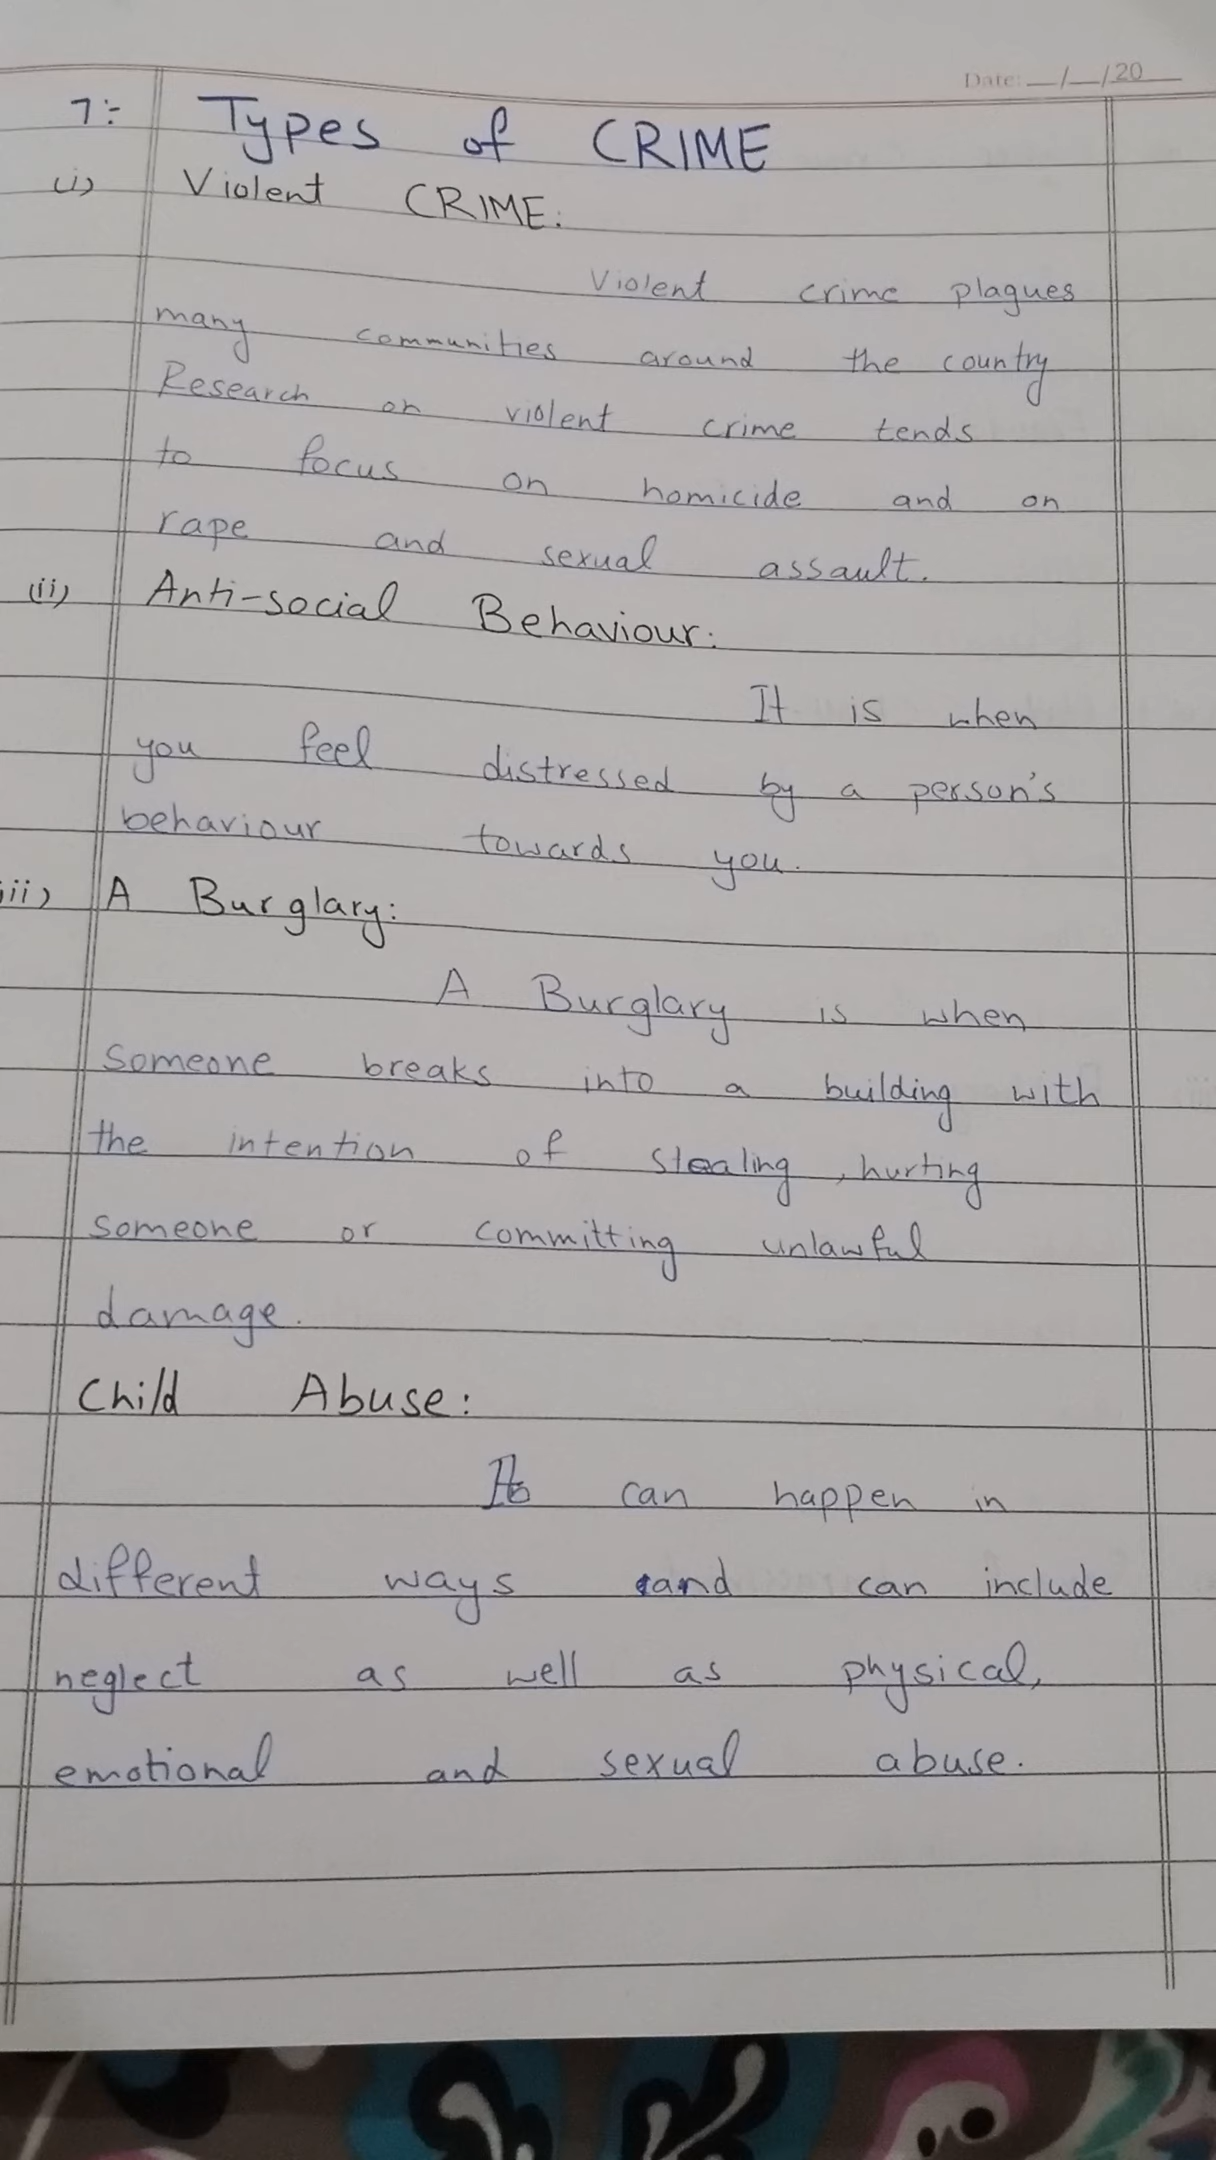 Date: __/__/20__
7:- Types of CRIME
(i) Violent CRIME:
Violent crime plagues
many communities around the country
Research on violent crime tends
to focus on homicide and on
rape and sexual assault.
(ii) Anti-social Behaviour:
It is when
you feel distressed by a person's
behaviour towards you.
iii) A Burglary:
A Burglary is when
someone breaks into a building with
the intention of stealing, hurting
someone or committing unlawful
damage.
Child Abuse:
It can happen in
different ways and can include
neglect as well as physical,
emotional and sexual abuse.